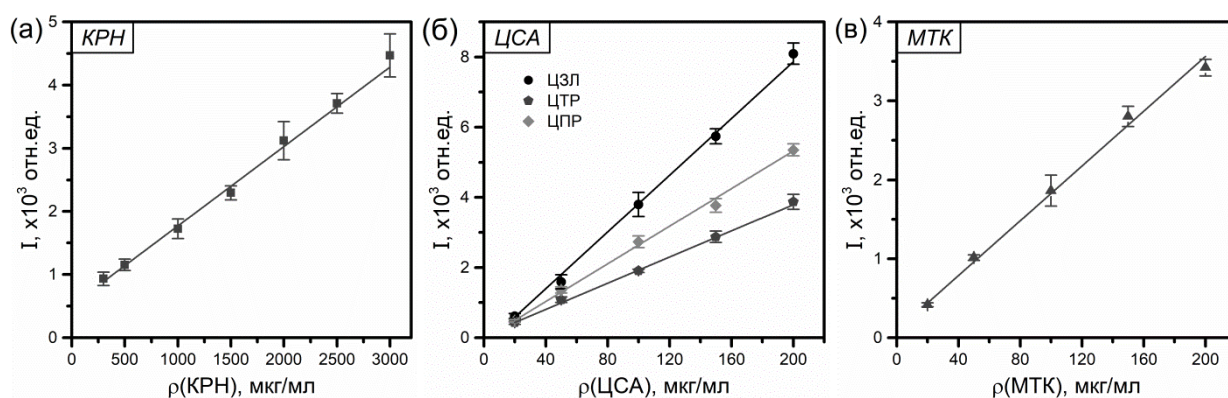 (а)
КРН
I, x10³ отн.ед.
5
4
3
2
1
0
500
1000
1500
2000
2500
3000
ρ(КРН), мкг/мл
(б)
ЦСА
ЦЗЛ
ЦТР
ЦПР
I, x10³ отн.ед.
8
6
4
2
0
0
40
80
120
160
200
ρ(ЦСА), мкг/мл
(в)
МТК
I, x10³ отн.ед.
4
3
2
1
0
0
40
80
120
160
200
ρ(МТК), мкг/мл